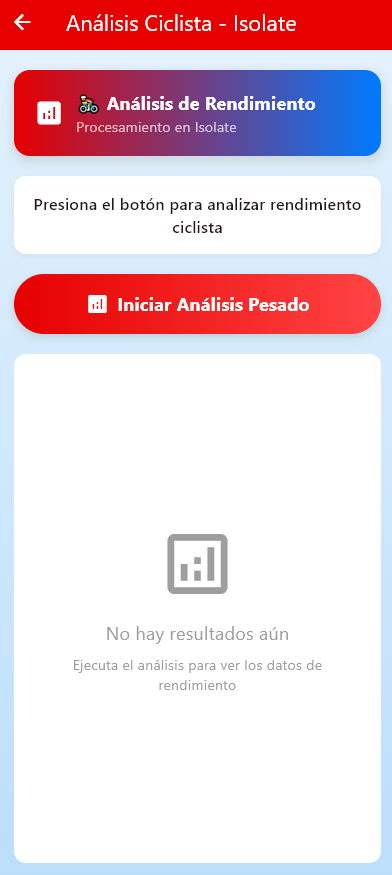 Análisis Ciclista - Isolate
🚴 Análisis de Rendimiento
Procesamiento en Isolate
Presiona el botón para analizar rendimiento
ciclista
Iniciar Análisis Pesado
No hay resultados aún
Ejecuta el análisis para ver los datos de
rendimiento